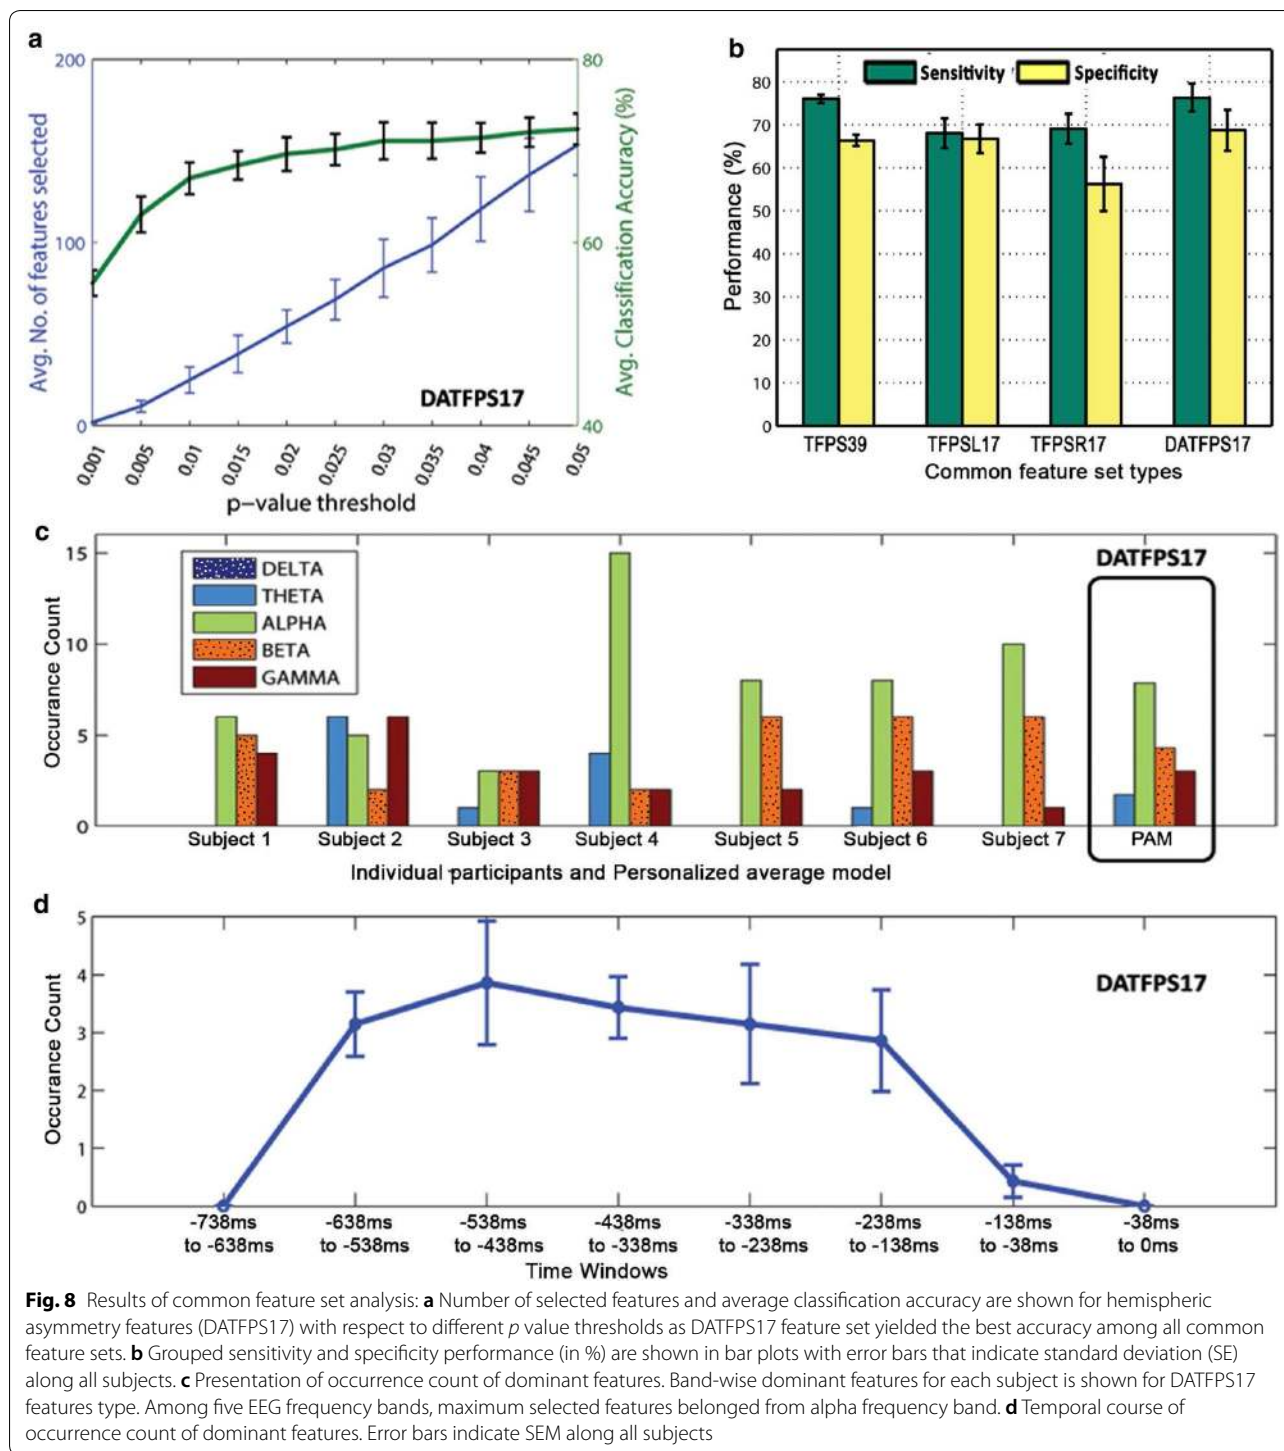 a
200
100
0
Avg. No. of features selected
80
60
40
Avg. Classification Accuracy (%)
DATFPS17
0.001
0.005
0.01
0.015
0.02
0.025
0.03
0.035
0.04
0.045
0.05
p–value threshold
b
Sensitivity
Specificity
80
70
60
50
40
30
20
10
0
Performance (%)
TFPS39
TFPSL17
TFPSR17
DATFPS17
Common feature set types
c
15
10
5
0
Occurance Count
DELTA
THETA
ALPHA
BETA
GAMMA
DATFPS17
Subject 1
Subject 2
Subject 3
Subject 4
Subject 5
Subject 6
Subject 7
PAM
Individual participants and Personalized average model
d
5
4
3
2
1
0
Occurance Count
DATFPS17
-738ms
to -638ms
-638ms
to -538ms
-538ms
to -438ms
-438ms
to -338ms
-338ms
to -238ms
-238ms
to -138ms
-138ms
to -38ms
-38ms
to 0ms
Time Windows
Fig. 8 Results of common feature set analysis: a Number of selected features and average classification accuracy are shown for hemispheric
asymmetry features (DATFPS17) with respect to different p value thresholds as DATFPS17 feature set yielded the best accuracy among all common
feature sets. b Grouped sensitivity and specificity performance (in %) are shown in bar plots with error bars that indicate standard deviation (SE)
along all subjects. c Presentation of occurrence count of dominant features. Band-wise dominant features for each subject is shown for DATFPS17
features type. Among five EEG frequency bands, maximum selected features belonged from alpha frequency band. d Temporal course of
occurrence count of dominant features. Error bars indicate SEM along all subjects